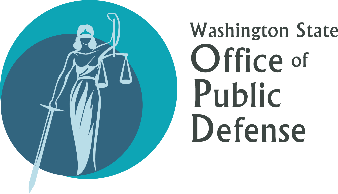 Washington State
Office of
Public
Defense